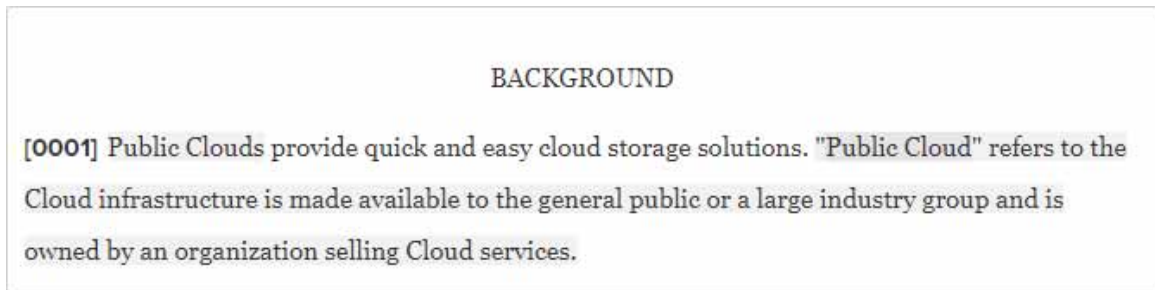 BACKGROUND
[0001] Public Clouds provide quick and easy cloud storage solutions. "Public Cloud" refers to the
Cloud infrastructure is made available to the general public or a large industry group and is
owned by an organization selling Cloud services.